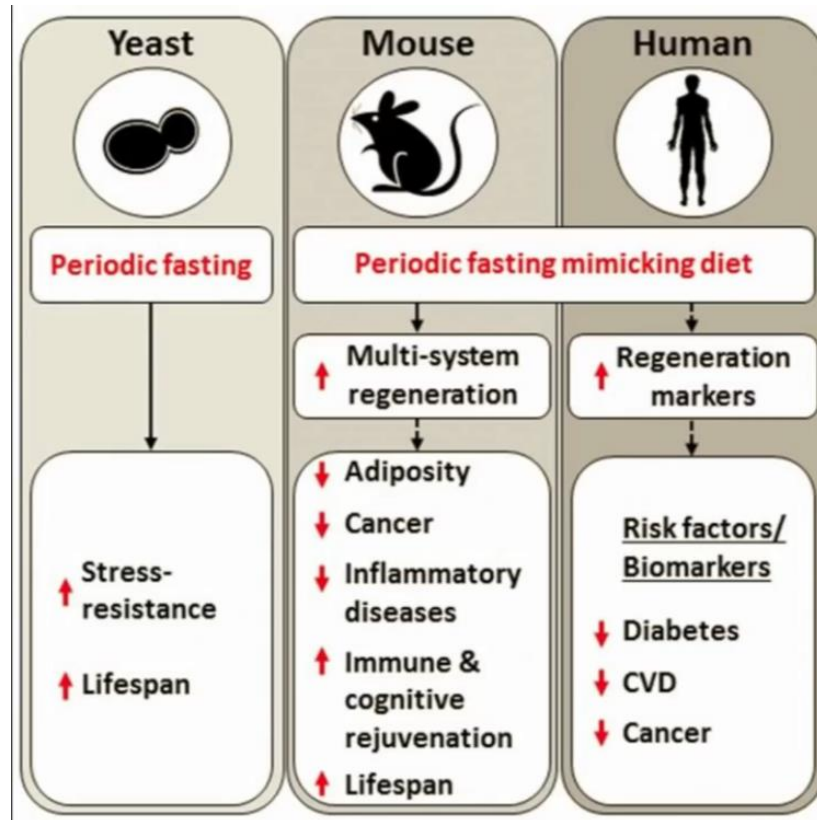 Yeast
Mouse
Human
Periodic fasting
Periodic fasting mimicking diet
Multi-system
regeneration
Regeneration
markers
Stress-
resistance
Lifespan
Adiposity
Cancer
Inflammatory
diseases
Immune &
cognitive
rejuvenation
Lifespan
Risk factors/
Biomarkers
Diabetes
CVD
Cancer